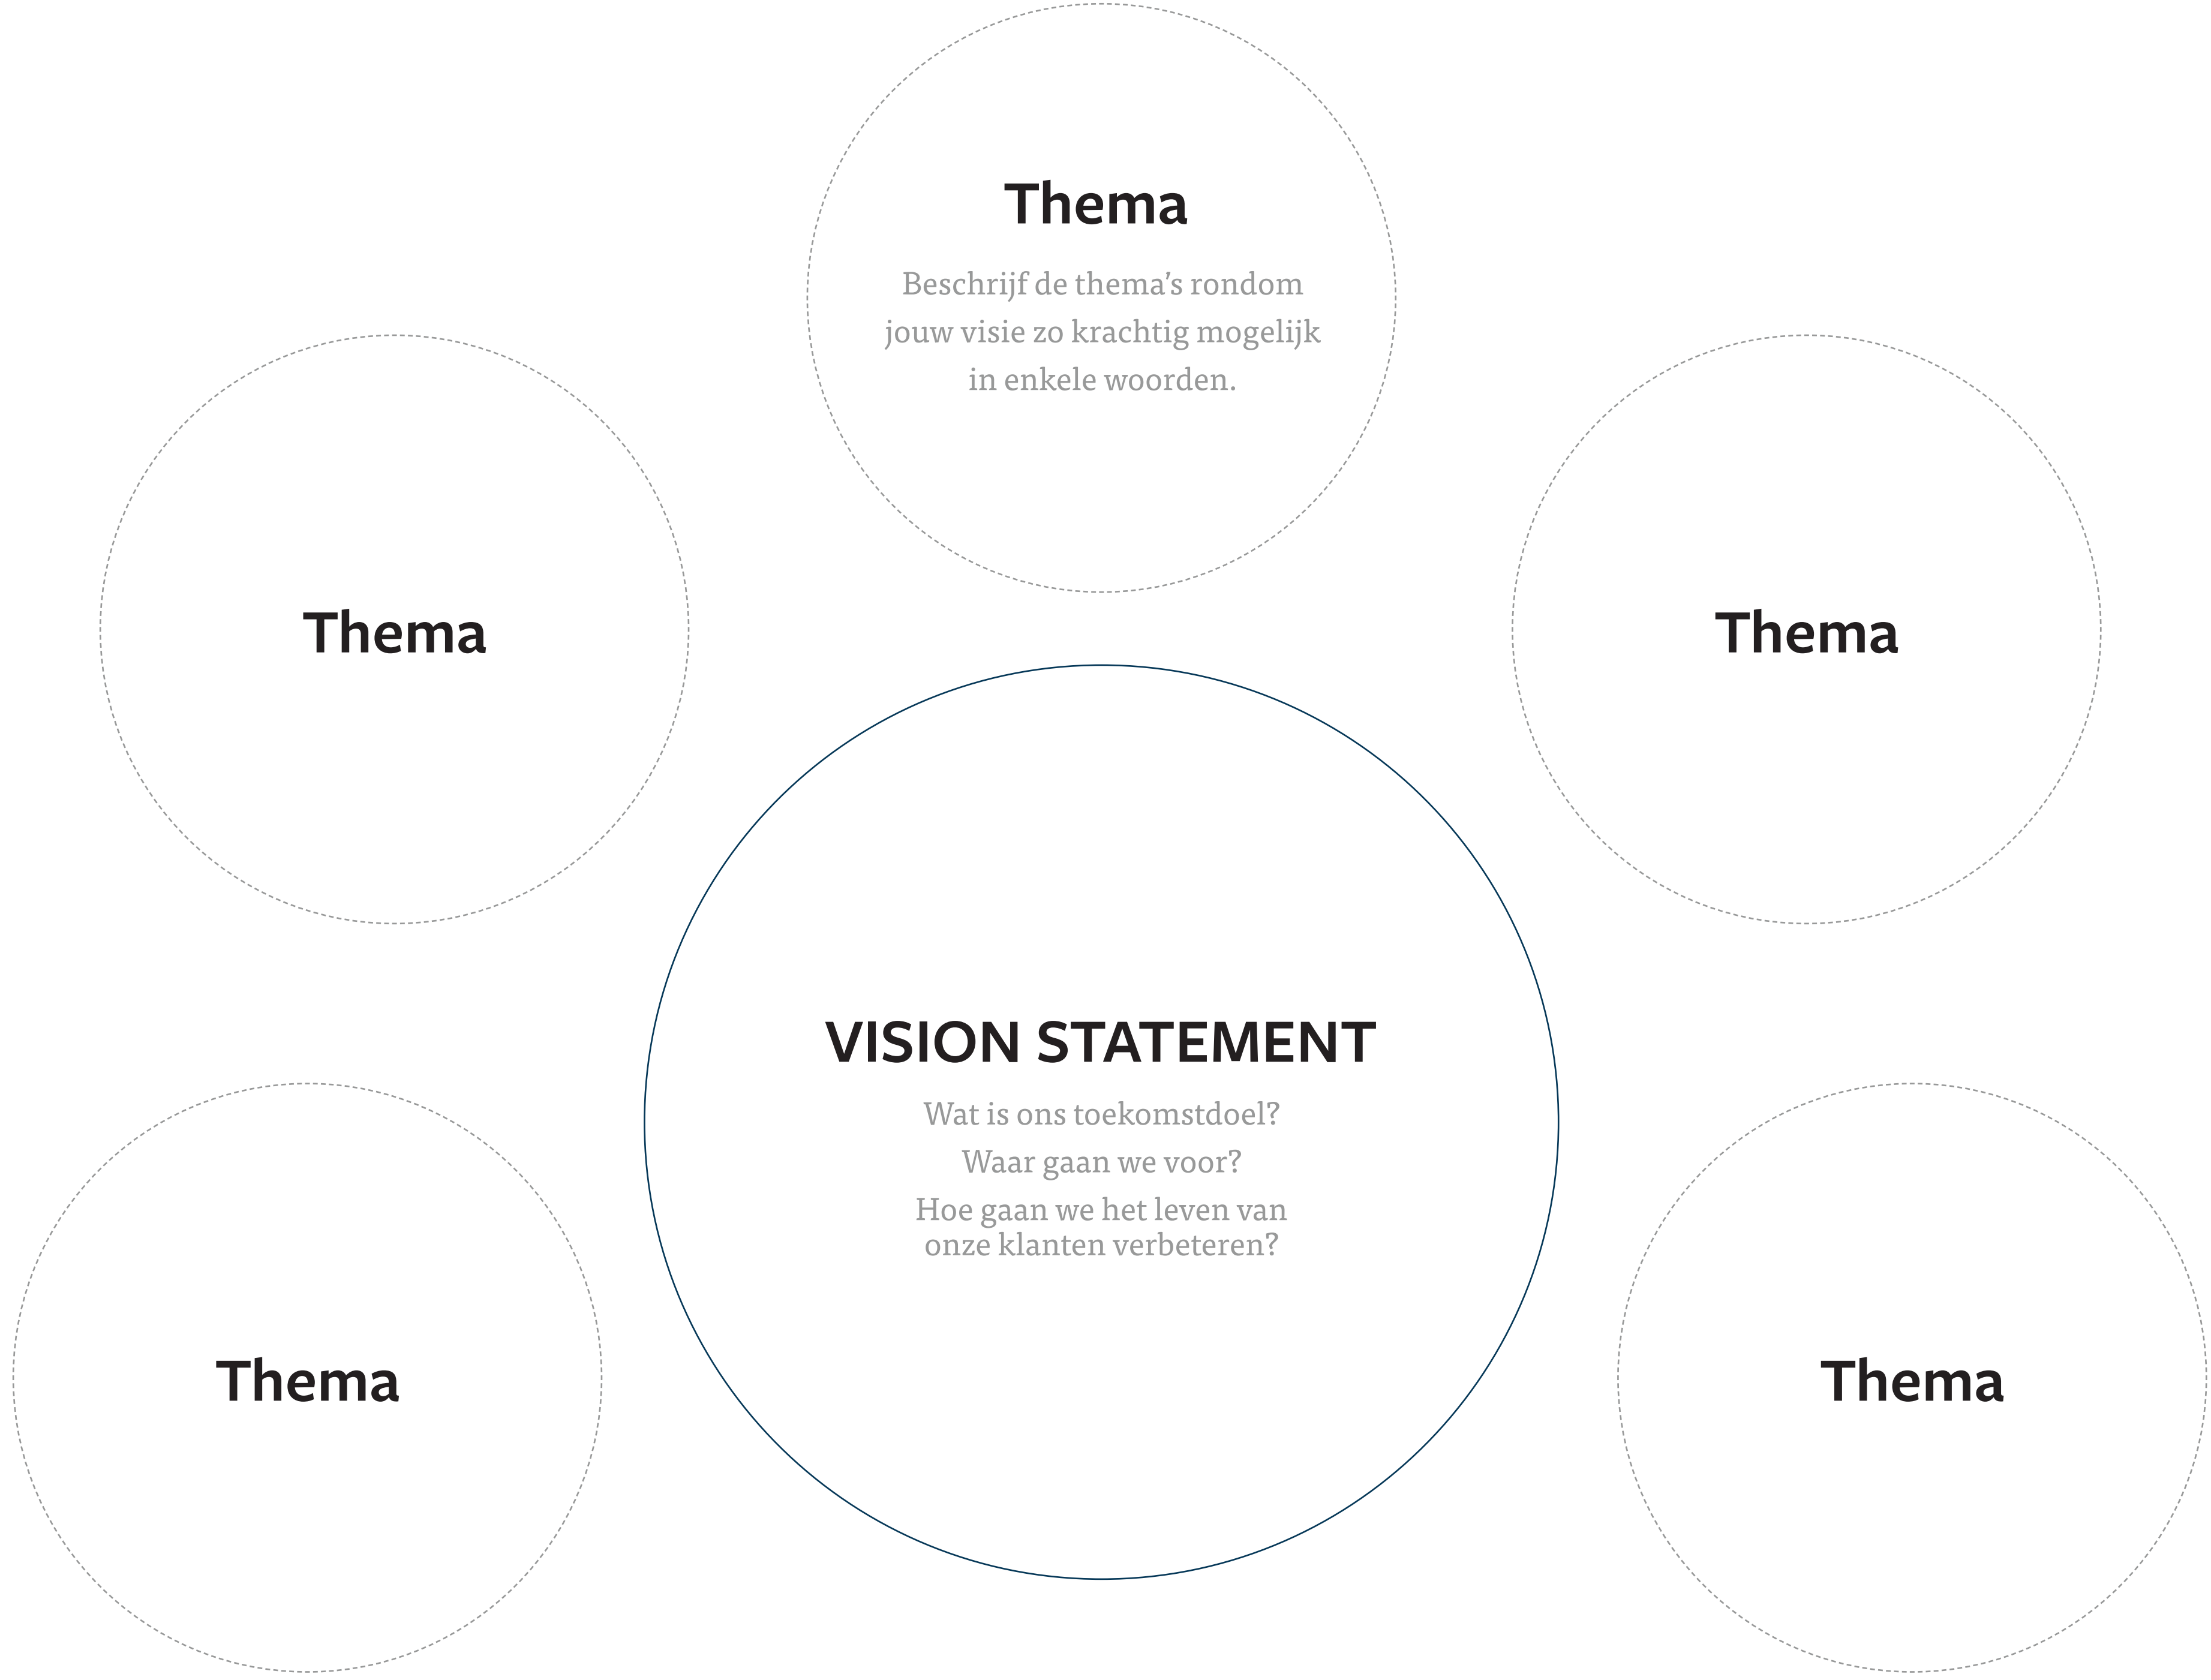 Thema
Beschrijf de thema’s rondom
jouw visie zo krachtig mogelijk
in enkele woorden.
Thema
Thema
VISION STATEMENT
Wat is ons toekomstdoel?
Waar gaan we voor?
Hoe gaan we het leven van
onze klanten verbeteren?
Thema
Thema